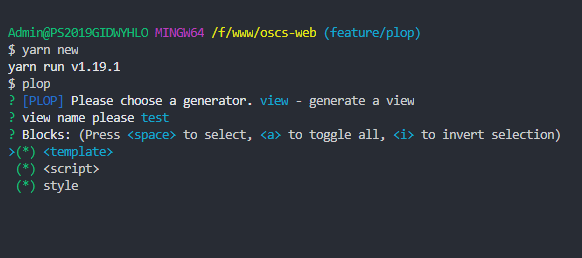 Admin@PS2019GIDWYHLO MINGW64 /f/www/oscs-web (feature/plop)
$ yarn new
yarn run v1.19.1
$ plop
? [PLOP] Please choose a generator. view - generate a view
? view name please test
? Blocks: (Press <space> to select, <a> to toggle all, <i> to invert selection)
>(*) <template>
(*) <script>
(*) style